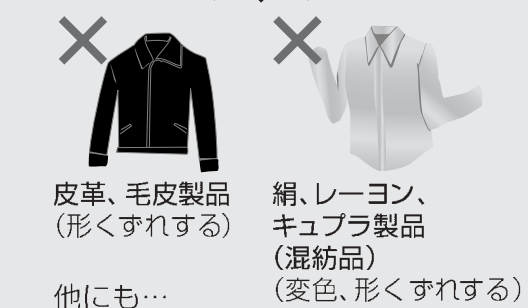 皮革、毛皮製品
（形くずれする）
絹、レーヨン、
キュプラ製品
（混紡品）
（変色、形くずれする）
他にも…